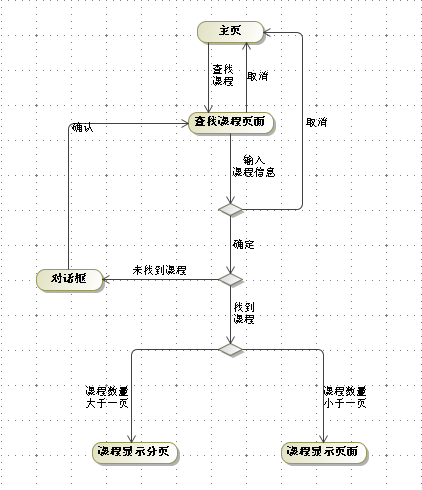 主页
查找
课程
取消
查找课程页面
确认
取消
输入
课程信息
确定
未找到课程
对话框
找到
课程
课程数量
大于一页
课程数量
小于一页
课程显示分页
课程显示页面